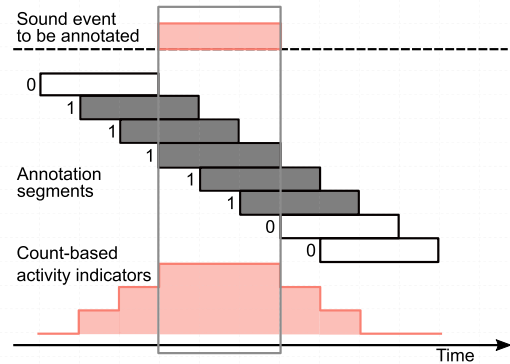 Sound event
to be annotated
0
1
1
1
Annotation
segments
1
1
0
0
Count-based
activity indicators
Time